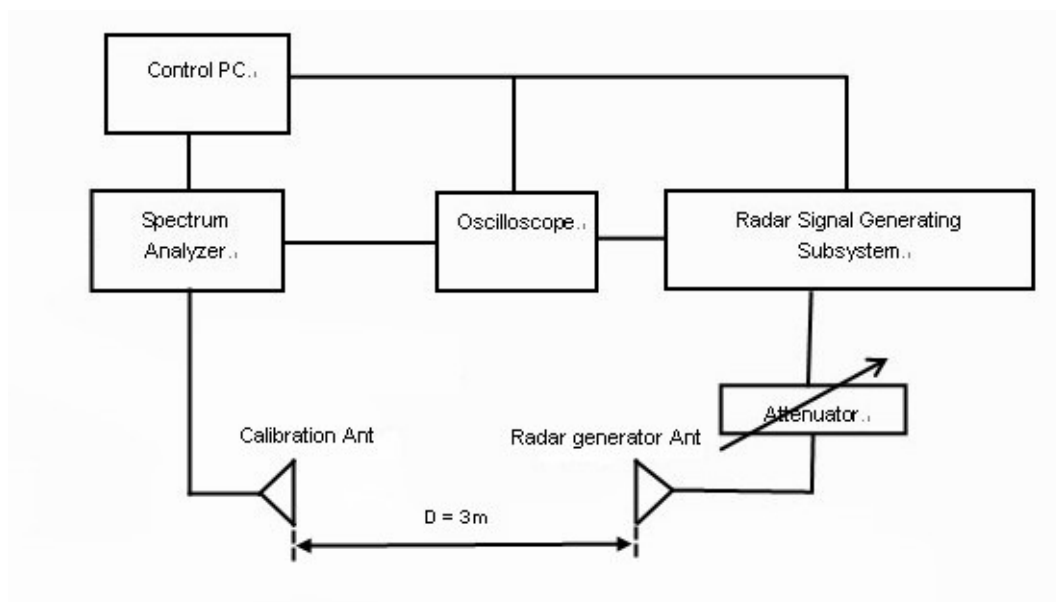 Control PC
Spectrum
Analyzer
Oscilloscope
Radar Signal Generating
Subsystem
Attenuator
Calibration Ant
Radar generator Ant
D = 3m